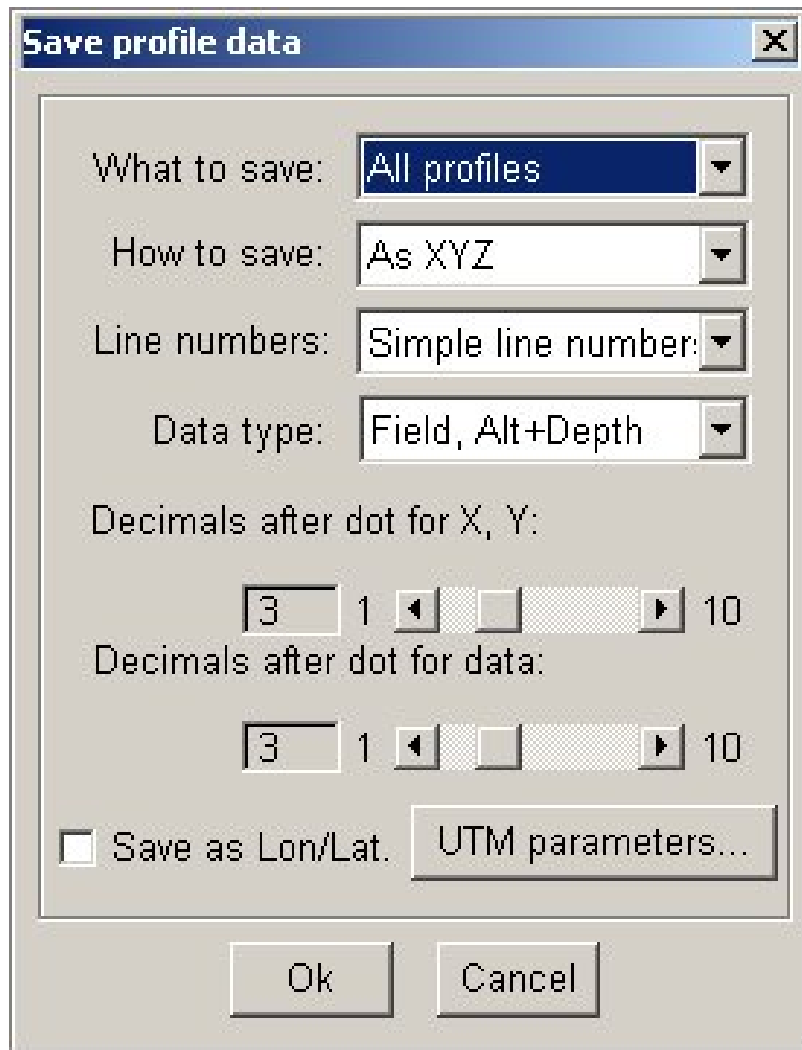 Save profile data
What to save: All profiles
How to save: As XYZ
Line numbers: Simple line number
Data type: Field, Alt+Depth
Decimals after dot for X, Y:
3 1 10
Decimals after dot for data:
3 1 10
Save as Lon/Lat. UTM parameters...
Ok Cancel